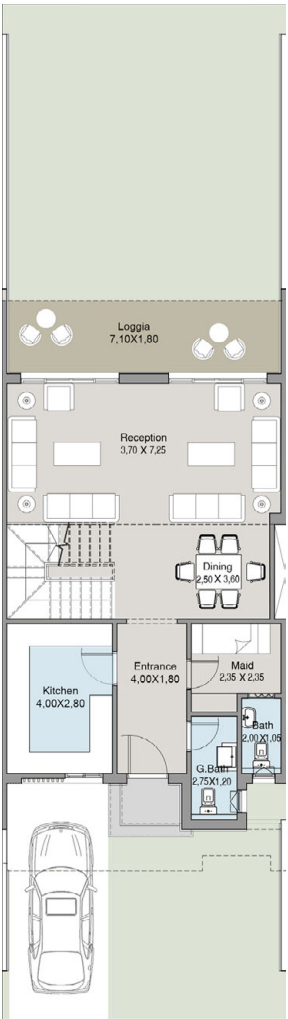 Loggia
7,10X1,80
Reception
3,70 X 7,25
Dining
2,50 X 3,60
Entrance
4,00X1,80
Maid
2,35 X 2,35
Kitchen
4,00X2,80
Bath
2,00X1,05
G.Bath
2,75X1,20